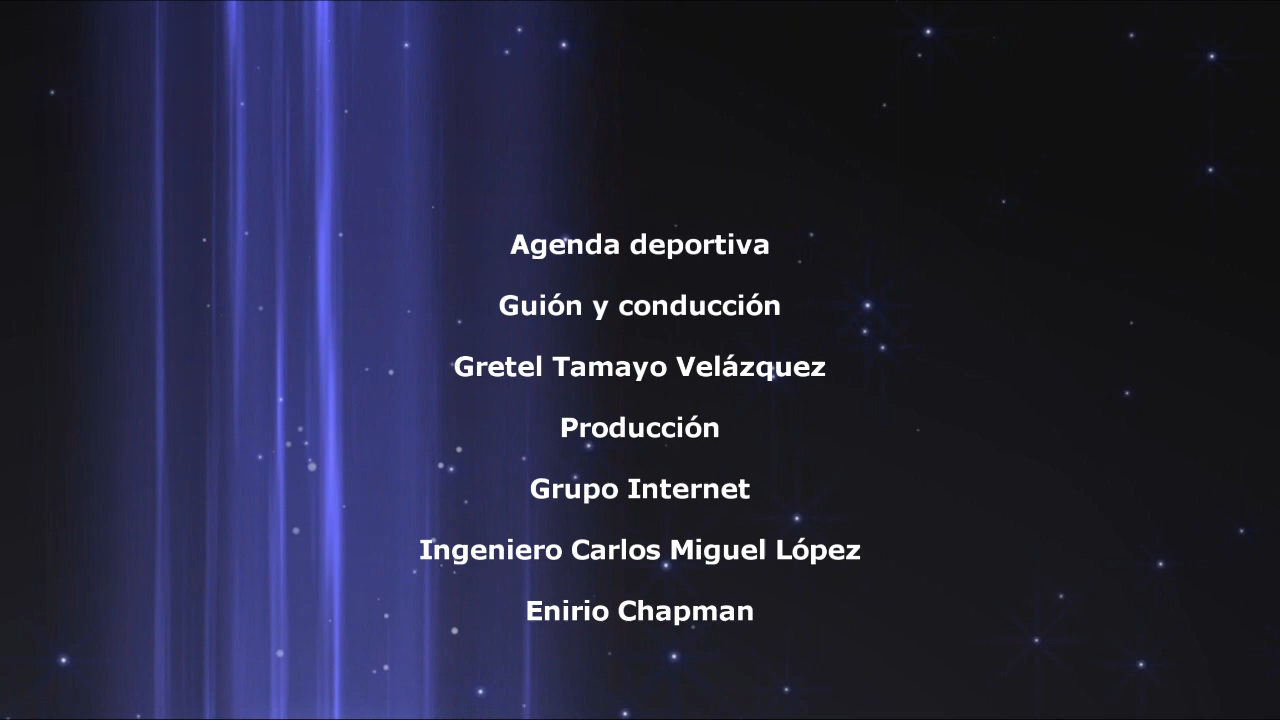 Agenda deportiva
Guión y conducción
Gretel Tamayo Velázquez
Producción
Grupo Internet
Ingeniero Carlos Miguel López
Enirio Chapman